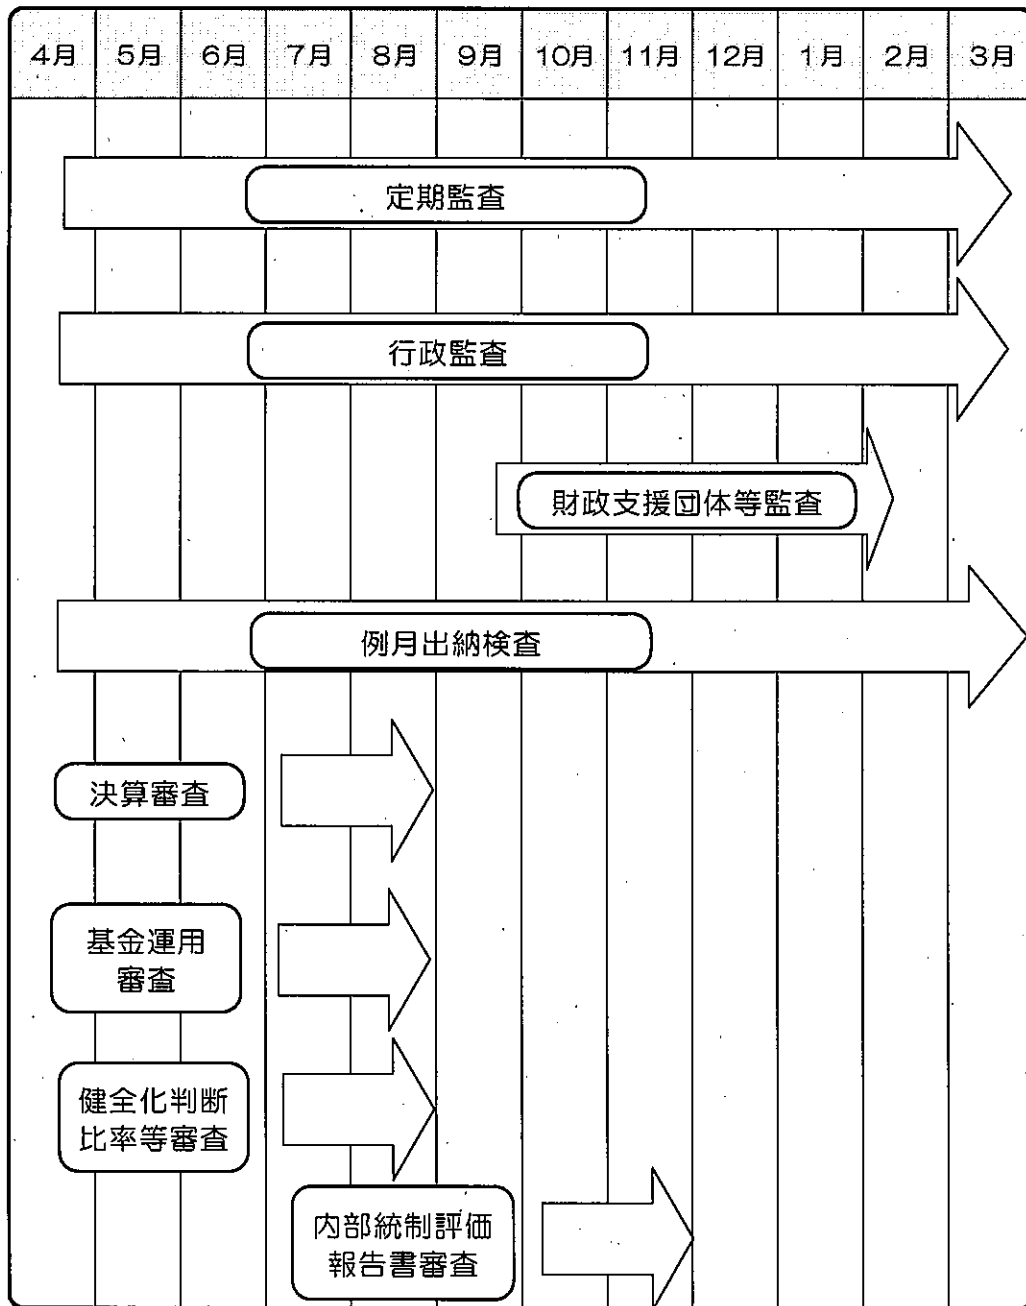 4月 5月 6月 7月 8月 9月 10月 11月 12月 1月 2月 3月
定期監査
行政監査
財政支援団体等監査
例月出納検査
決算審査
基金運用
審査
健全化判断
比率等審査
内部統制評価
報告書審査